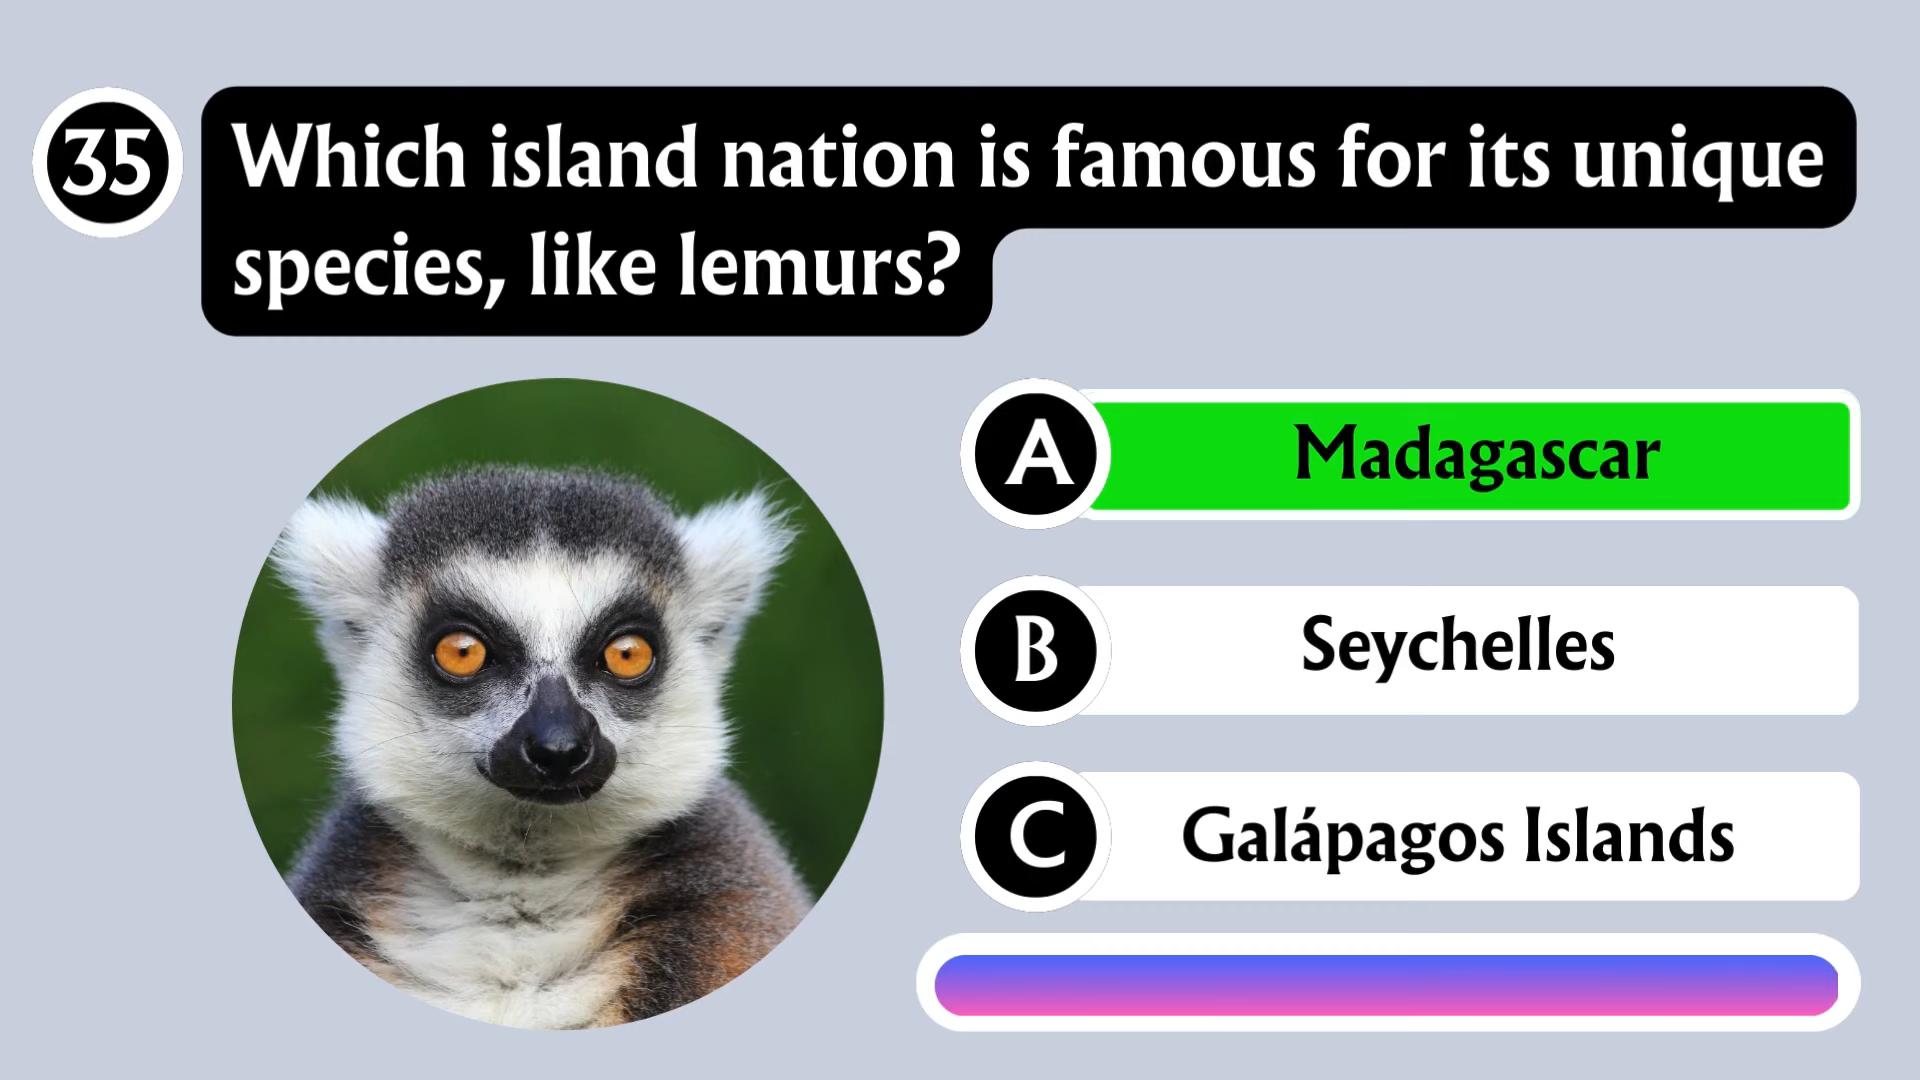 35
Which island nation is famous for its unique
species, like lemurs?
A
Madagascar
B
Seychelles
C
Galápagos Islands